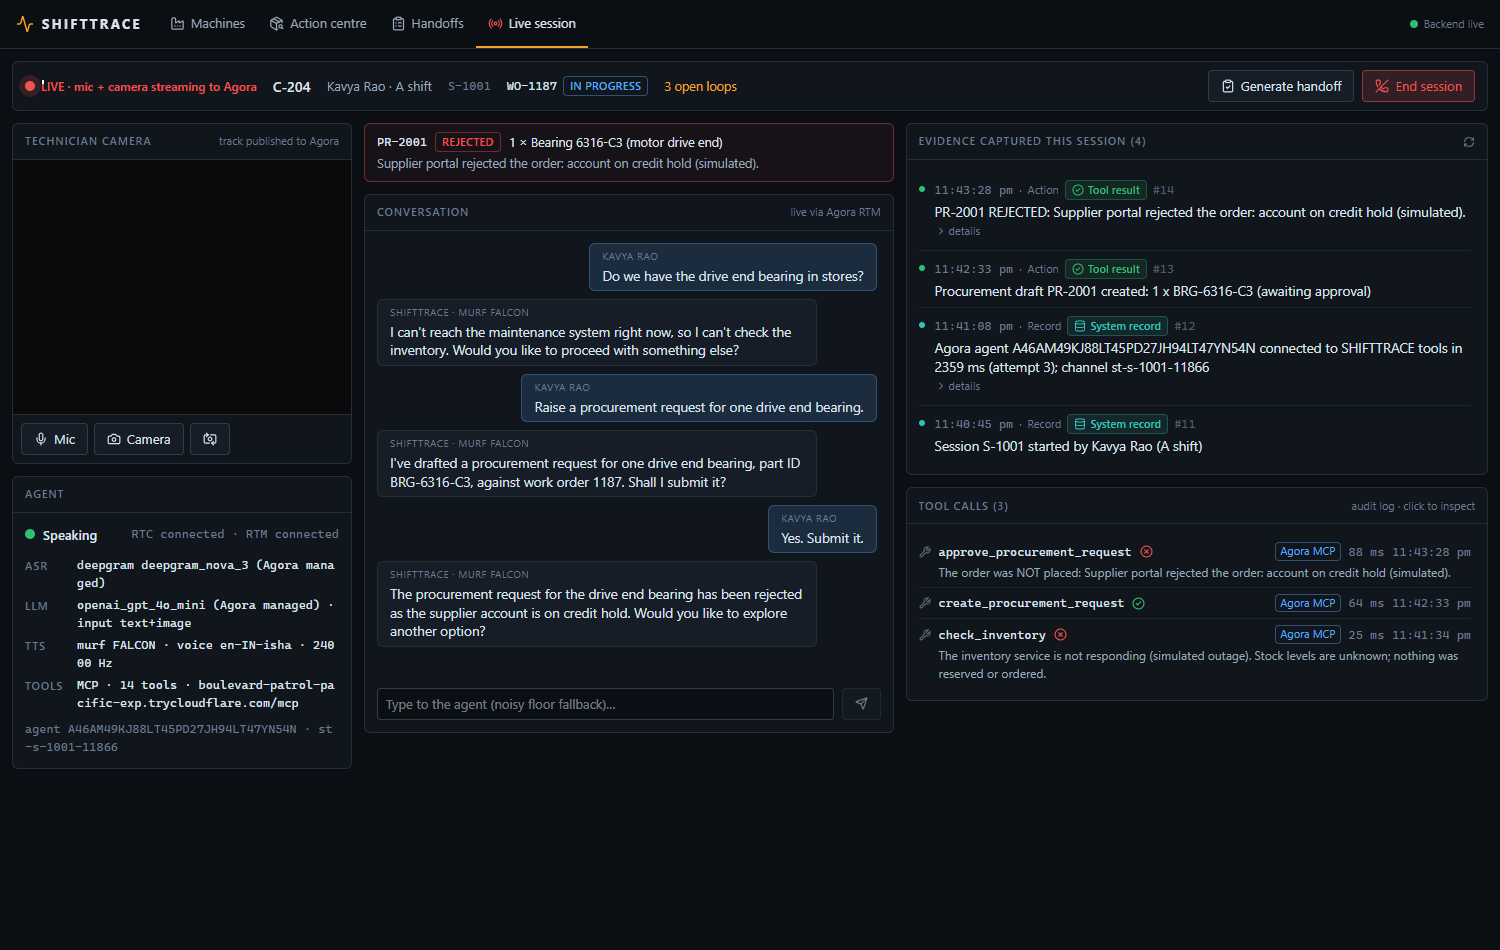 SHIFTTRACE
Machines
Action centre
Handoffs
Live session
Backend live
LIVE · mic + camera streaming to Agora
C-204
Kavya Rao · A shift
S-1001
WO-1187
IN PROGRESS
3 open loops
Generate handoff
End session
TECHNICIAN CAMERA
track published to Agora
Mic
Camera
AGENT
Speaking
RTC connected · RTM connected
ASR
deepgram deepgram_nova_3 (Agora mana
ged)
LLM
openai_gpt_4o_mini (Agora managed) ·
input text+image
TTS
murf FALCON · voice en-IN-isha · 240
00 Hz
TOOLS
MCP · 14 tools · boulevard-patrol-pa
cific-exp.trycloudflare.com/mcp
agent A46AM49KJ88LT45PD27JH94LT47YN54N · st
-s-1001-11866
PR-2001
REJECTED
1 × Bearing 6316-C3 (motor drive end)
Supplier portal rejected the order: account on credit hold (simulated).
CONVERSATION
live via Agora RTM
KAVYA RAO
Do we have the drive end bearing in stores?
SHIFTTRACE · MURF FALCON
I can't reach the maintenance system right now, so I can't check the
inventory. Would you like to proceed with something else?
KAVYA RAO
Raise a procurement request for one drive end bearing.
SHIFTTRACE · MURF FALCON
I've drafted a procurement request for one drive end bearing, part ID
BRG-6316-C3, against work order 1187. Shall I submit it?
KAVYA RAO
Yes. Submit it.
SHIFTTRACE · MURF FALCON
The procurement request for the drive end bearing has been rejected
as the supplier account is on credit hold. Would you like to explore
another option?
Type to the agent (noisy floor fallback)...
EVIDENCE CAPTURED THIS SESSION (4)
11:43:28 pm · Action
Tool result
#14
PR-2001 REJECTED: Supplier portal rejected the order: account on credit hold (simulated).
details
11:42:33 pm · Action
Tool result
#13
Procurement draft PR-2001 created: 1 x BRG-6316-C3 (awaiting approval)
11:41:08 pm · Record
System record
#12
Agora agent A46AM49KJ88LT45PD27JH94LT47YN54N connected to SHIFTTRACE tools in
2359 ms (attempt 3); channel st-s-1001-11866
details
11:40:45 pm · Record
System record
#11
Session S-1001 started by Kavya Rao (A shift)
TOOL CALLS (3)
audit log · click to inspect
approve_procurement_request
Agora MCP
88 ms 11:43:28 pm
The order was NOT placed: Supplier portal rejected the order: account on credit hold (simulated).
create_procurement_request
Agora MCP
64 ms 11:42:33 pm
check_inventory
Agora MCP
25 ms 11:41:34 pm
The inventory service is not responding (simulated outage). Stock levels are unknown; nothing was
reserved or ordered.